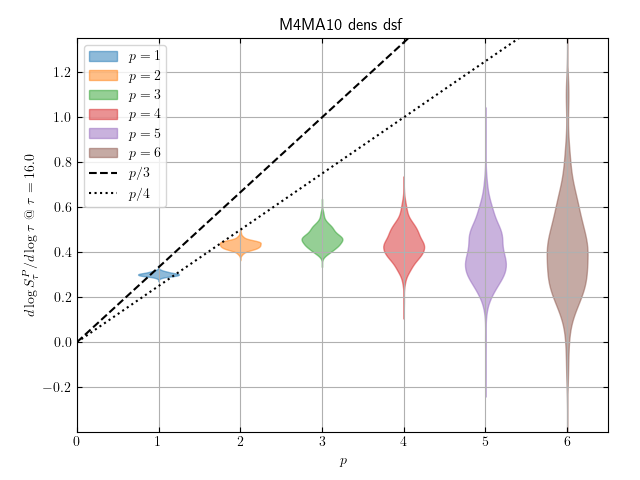 M4MA10 dens dsf
p = 1
p = 2
p = 3
p = 4
p = 5
p = 6
p/3
p/4
d log S_τ^P / d log τ @ τ = 16.0
1.2
1.0
0.8
0.6
0.4
0.2
0.0
−0.2
0 1 2 3 4 5 6
p